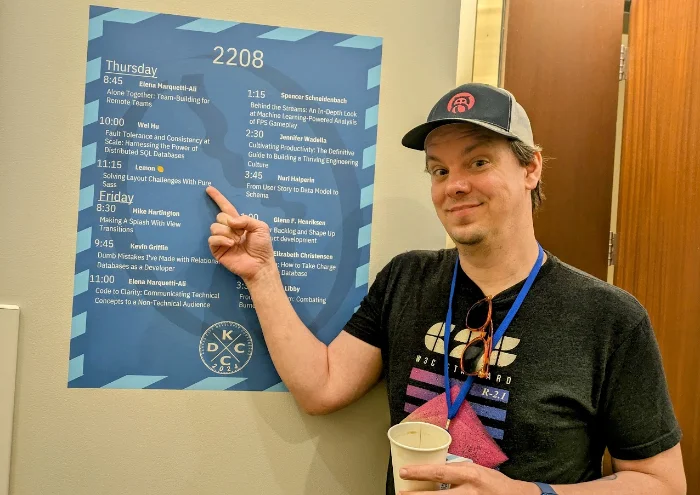 2208
Thursday
8:45 Elena Marquetti-Ali
Alone Together: Team-Building for
Remote Teams
10:00 Wei Hu
Fault Tolerance and Consistency at
Scale: Harnessing the Power of
Distributed SQL Databases
11:15 Lemon 🍋
Solving Layout Challenges With Pure
Sass
1:15 Spencer Schneidenbach
Behind the Streams: An In-Depth Look
at Machine Learning-Powered Analysis
of FPS Gameplay
2:30 Jennifer Wadella
Cultivating Productivity: The Definitive
Guide to Building a Thriving Engineering
Culture
3:45 Nuri Halperin
From User Story to Data Model to
Schema
Friday
8:30 Mike Hartington
Making A Splash With View
Transitions
9:45 Kevin Griffin
Dumb Mistakes I've Made with
Databases as a Developer
11:00 Elena Marquetti-Ali
Code to Clarity: Communicating Technical
Concepts to a Non-Technical Audience
:00 Glenn F. Henriksen
Backlog and Shape Up
ct development
Elizabeth Christensen
: How to Take Charge
Database
Libby
: Combating
KDCC
2024
CSS
W3C STANDARD
R-2.1